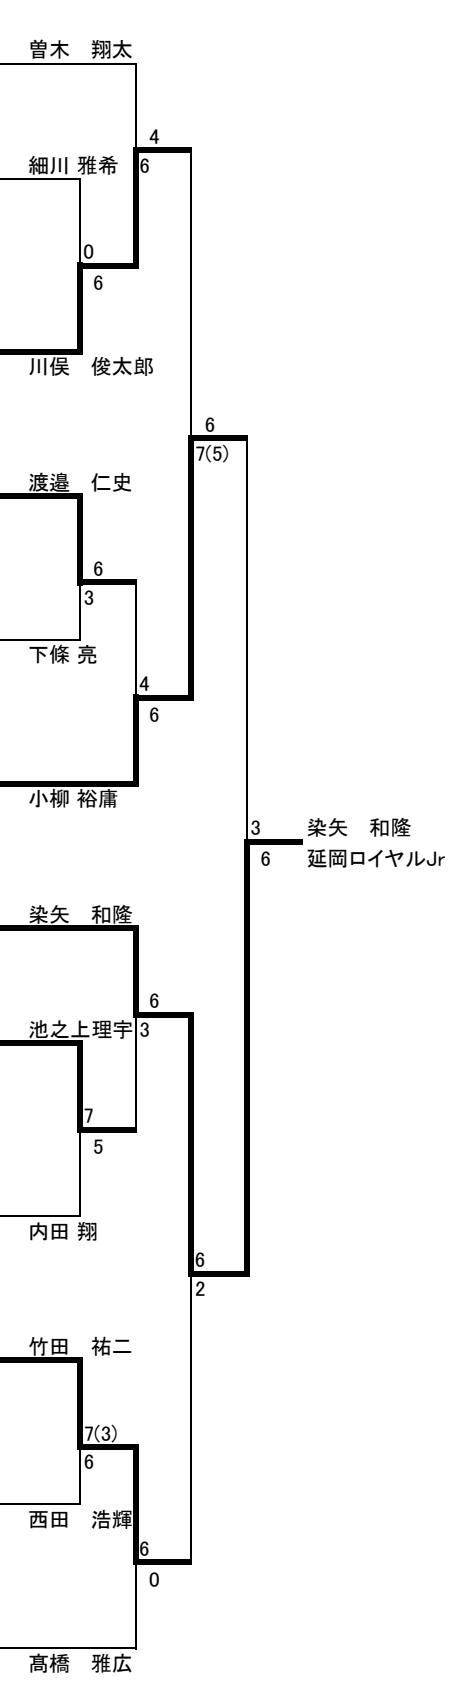 曽木　翔太
4
細川 雅希
6
0
6
川俣　俊太郎
6
7(5)
渡邉　仁史
6
3
下條 亮
4
6
小柳 裕庸
3
染矢　和隆
6
延岡ロイヤルJr
染矢　和隆
6
池之上理宇
3
7
5
内田 翔
6
2
竹田　祐二
7(3)
6
西田　浩輝
6
0
髙橋　雅広